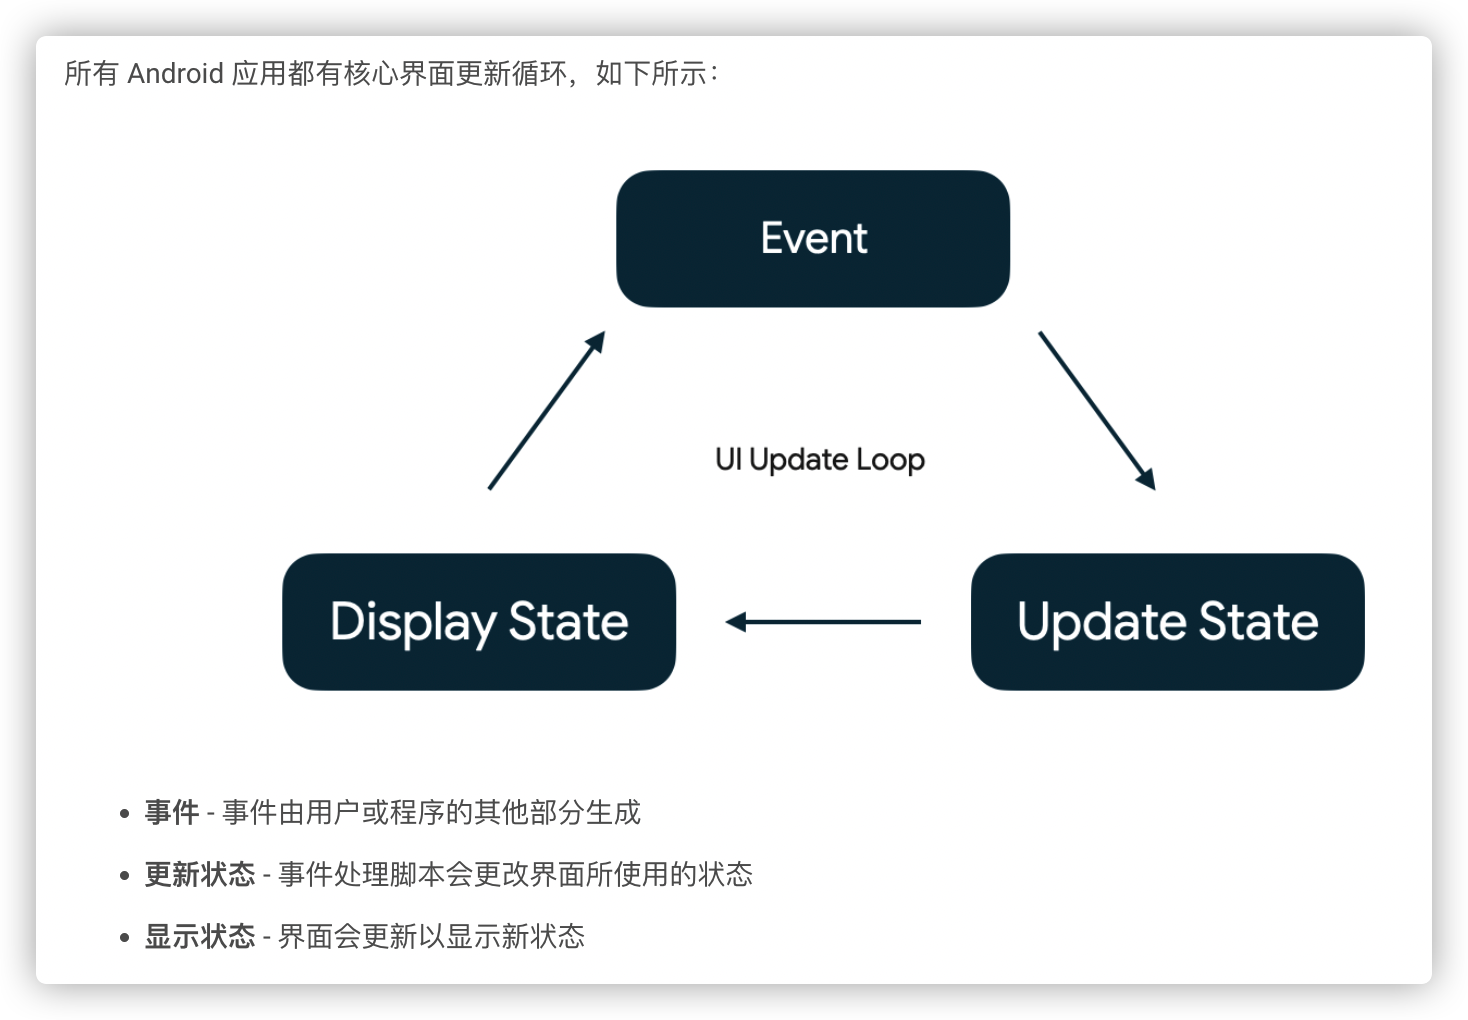 所有 Android 应用都有核心界面更新循环，如下所示：
Event
UI Update Loop
Display State
Update State
• 事件 - 事件由用户或程序的其他部分生成
• 更新状态 - 事件处理脚本会更改界面所使用的状态
• 显示状态 - 界面会更新以显示新状态